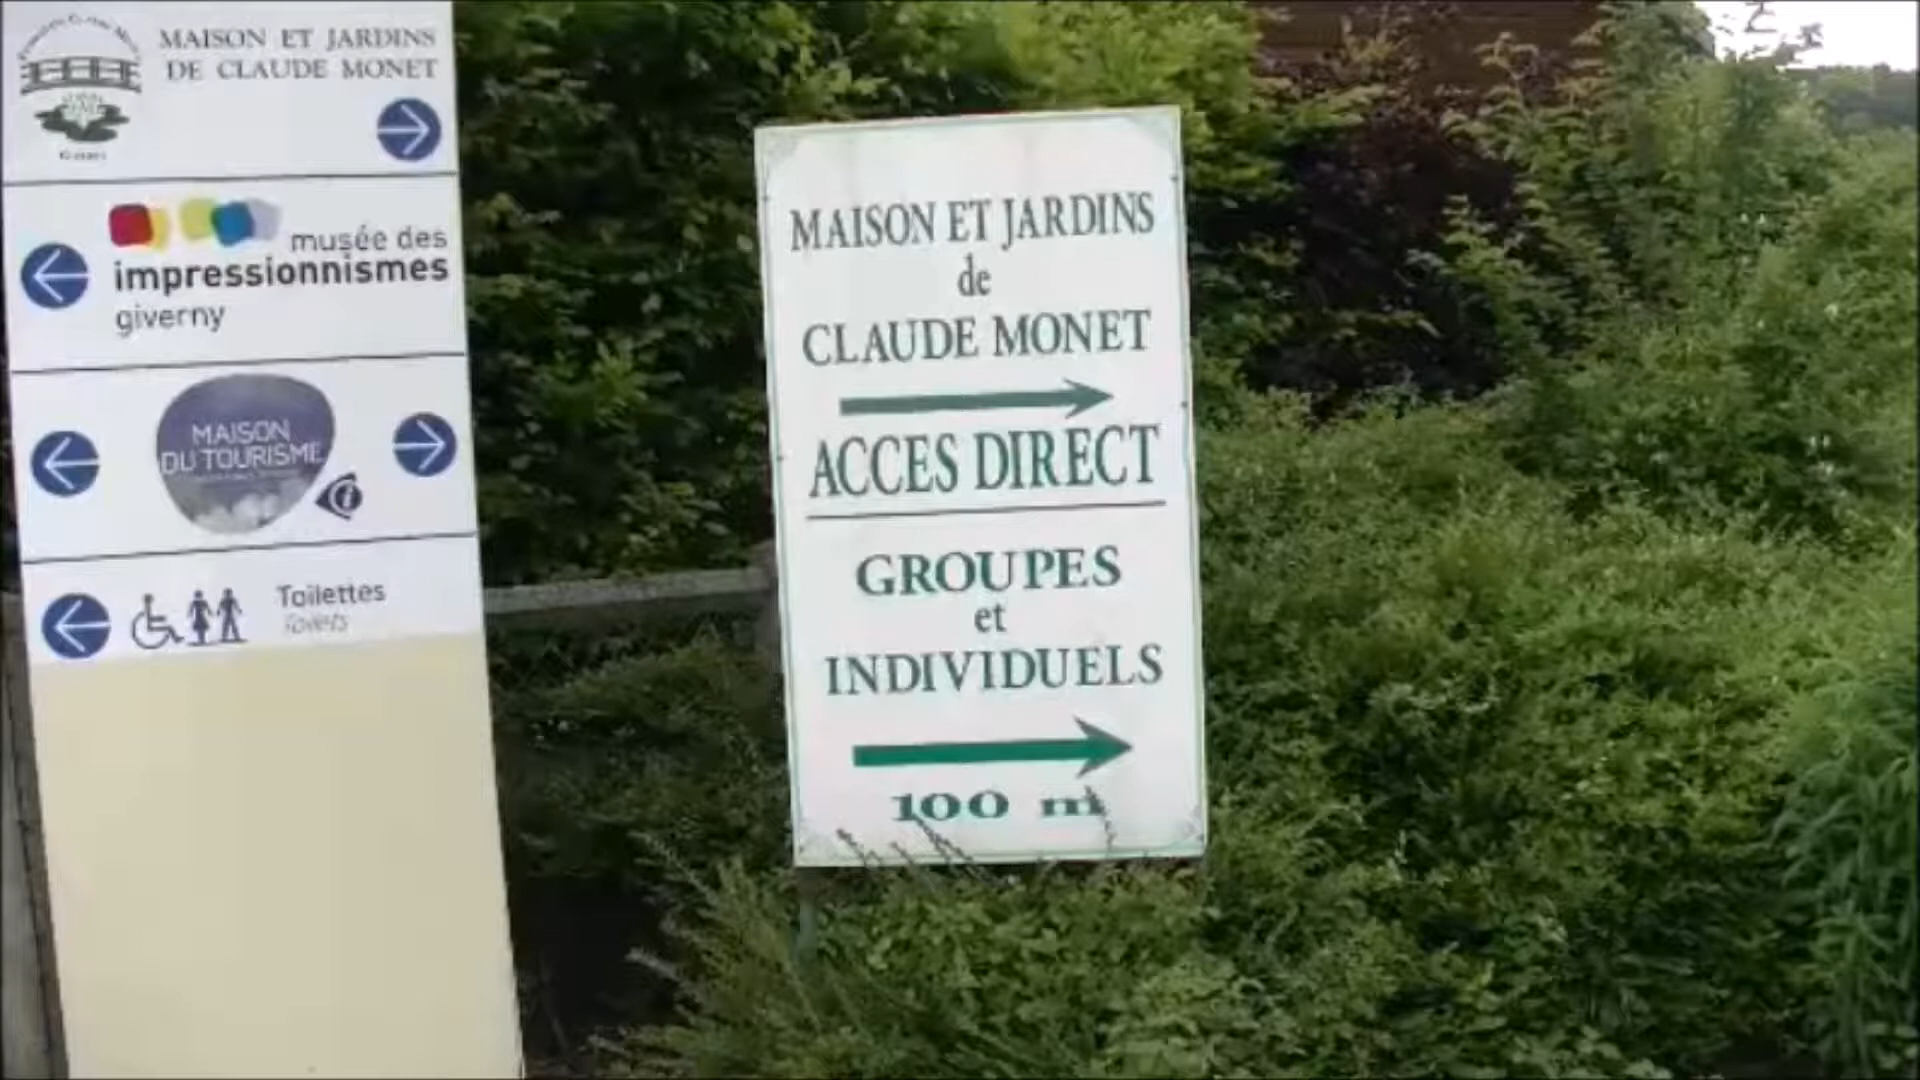 MAISON ET JARDINS
DE CLAUDE MONET
musée des
impressionnismes
giverny
MAISON
DU TOURISME
i
Toilettes
Toilets
MAISON ET JARDINS
de
CLAUDE MONET
ACCES DIRECT
GROUPES
et
INDIVIDUELS
100 m